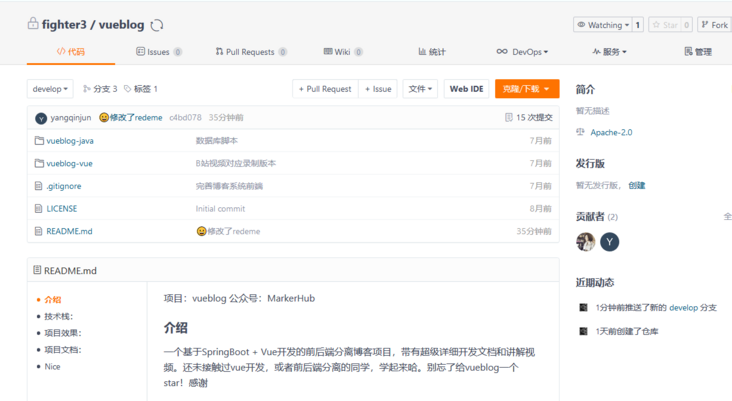 fighter3 / vueblog
Watching 1 Star 0 Fork
代码 Issues 0 Pull Requests 0 Wiki 0 统计 DevOps 服务 管理
develop 分支 3 标签 1 + Pull Request + Issue 文件 Web IDE 克隆/下载
yangqinjun 修改了redeme c4bd078 35分钟前 15 次提交
vueblog-java 数据库脚本 7月前
vueblog-vue B站视频对应录制版本 7月前
.gitignore 完善博客系统前端 7月前
LICENSE Initial commit 8月前
README.md 修改了redeme 35分钟前
简介
暂无描述
Apache-2.0
发行版
暂无发行版，创建
贡献者 (2) 全
Y
近期动态
1分钟前推送了新的 develop 分支
1天前创建了仓库
README.md
介绍
技术栈：
项目效果：
项目文档：
Nice
项目：vueblog 公众号：MarkerHub
介绍
一个基于SpringBoot + Vue开发的前后端分离博客项目，带有超级详细开发文档和讲解视
频。还未接触过vue开发，或者前后端分离的同学，学起来哈。别忘了给vueblog一个
star！感谢